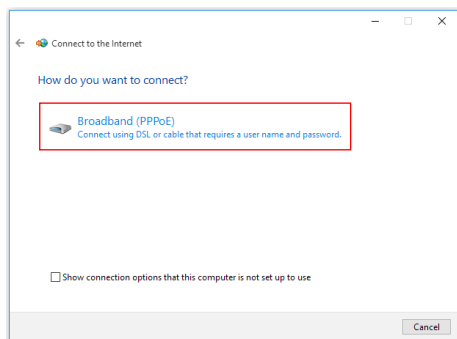 Connect to the Internet
How do you want to connect?
Broadband (PPPoE)
Connect using DSL or cable that requires a user name and password.
Show connection options that this computer is not set up to use
Cancel